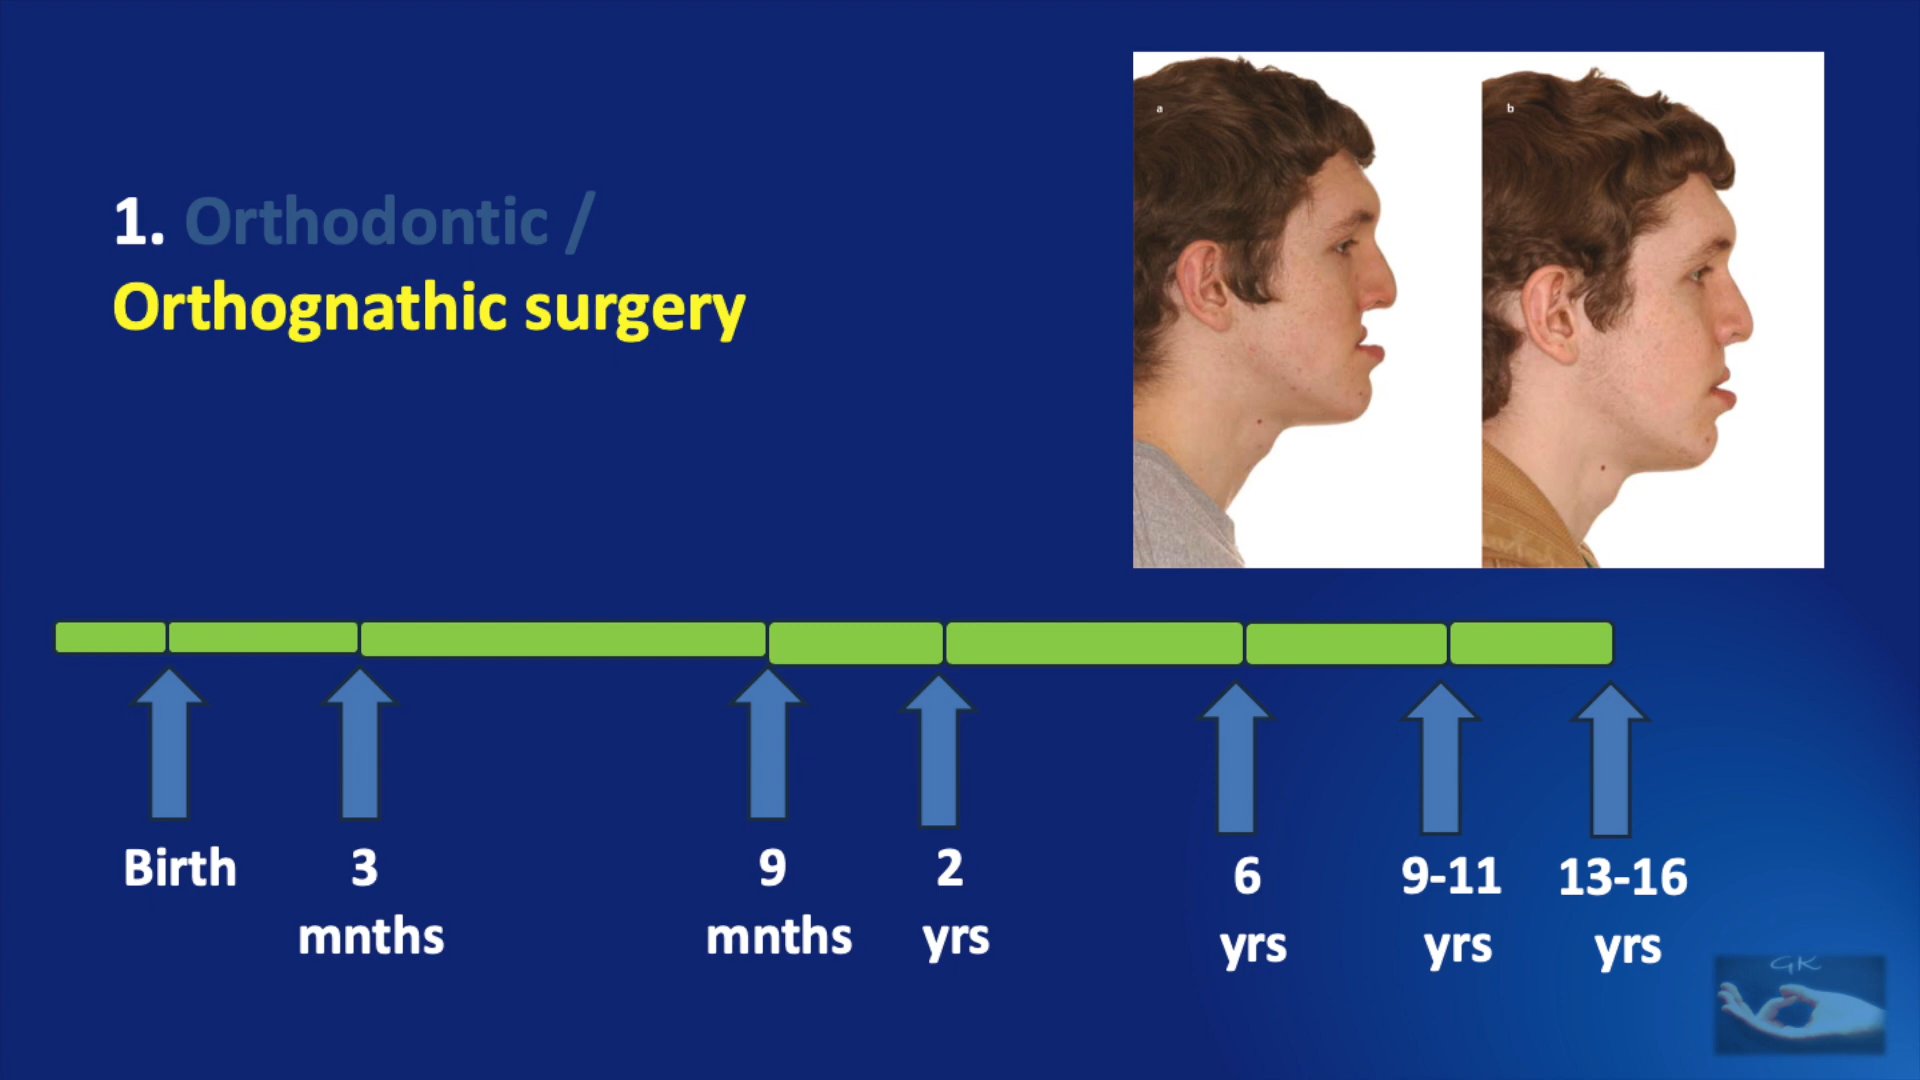 a
b
1. Orthodontic /
Orthognathic surgery
Birth
3
mnths
9
mnths
2
yrs
6
yrs
9-11
yrs
13-16
yrs
GK